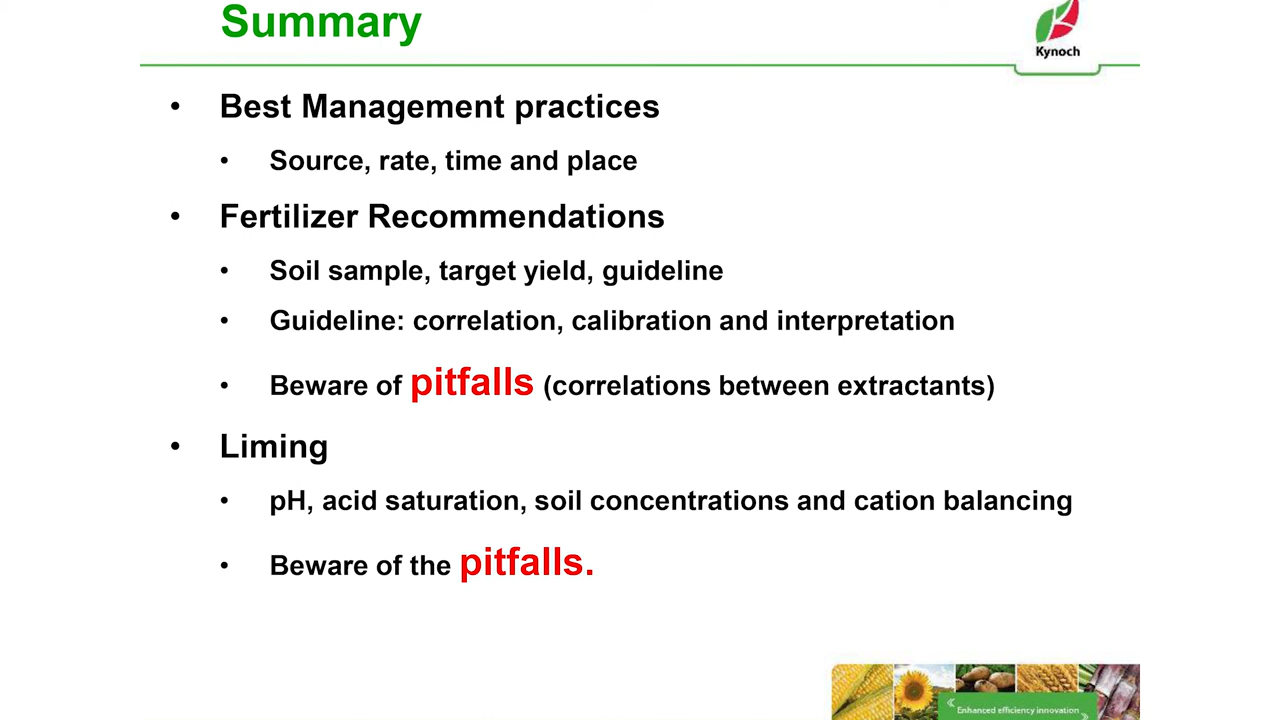 Summary
Kynoch
• Best Management practices
• Source, rate, time and place
• Fertilizer Recommendations
• Soil sample, target yield, guideline
• Guideline: correlation, calibration and interpretation
• Beware of pitfalls (correlations between extractants)
• Liming
• pH, acid saturation, soil concentrations and cation balancing
• Beware of the pitfalls.
Enhanced efficiency innovation